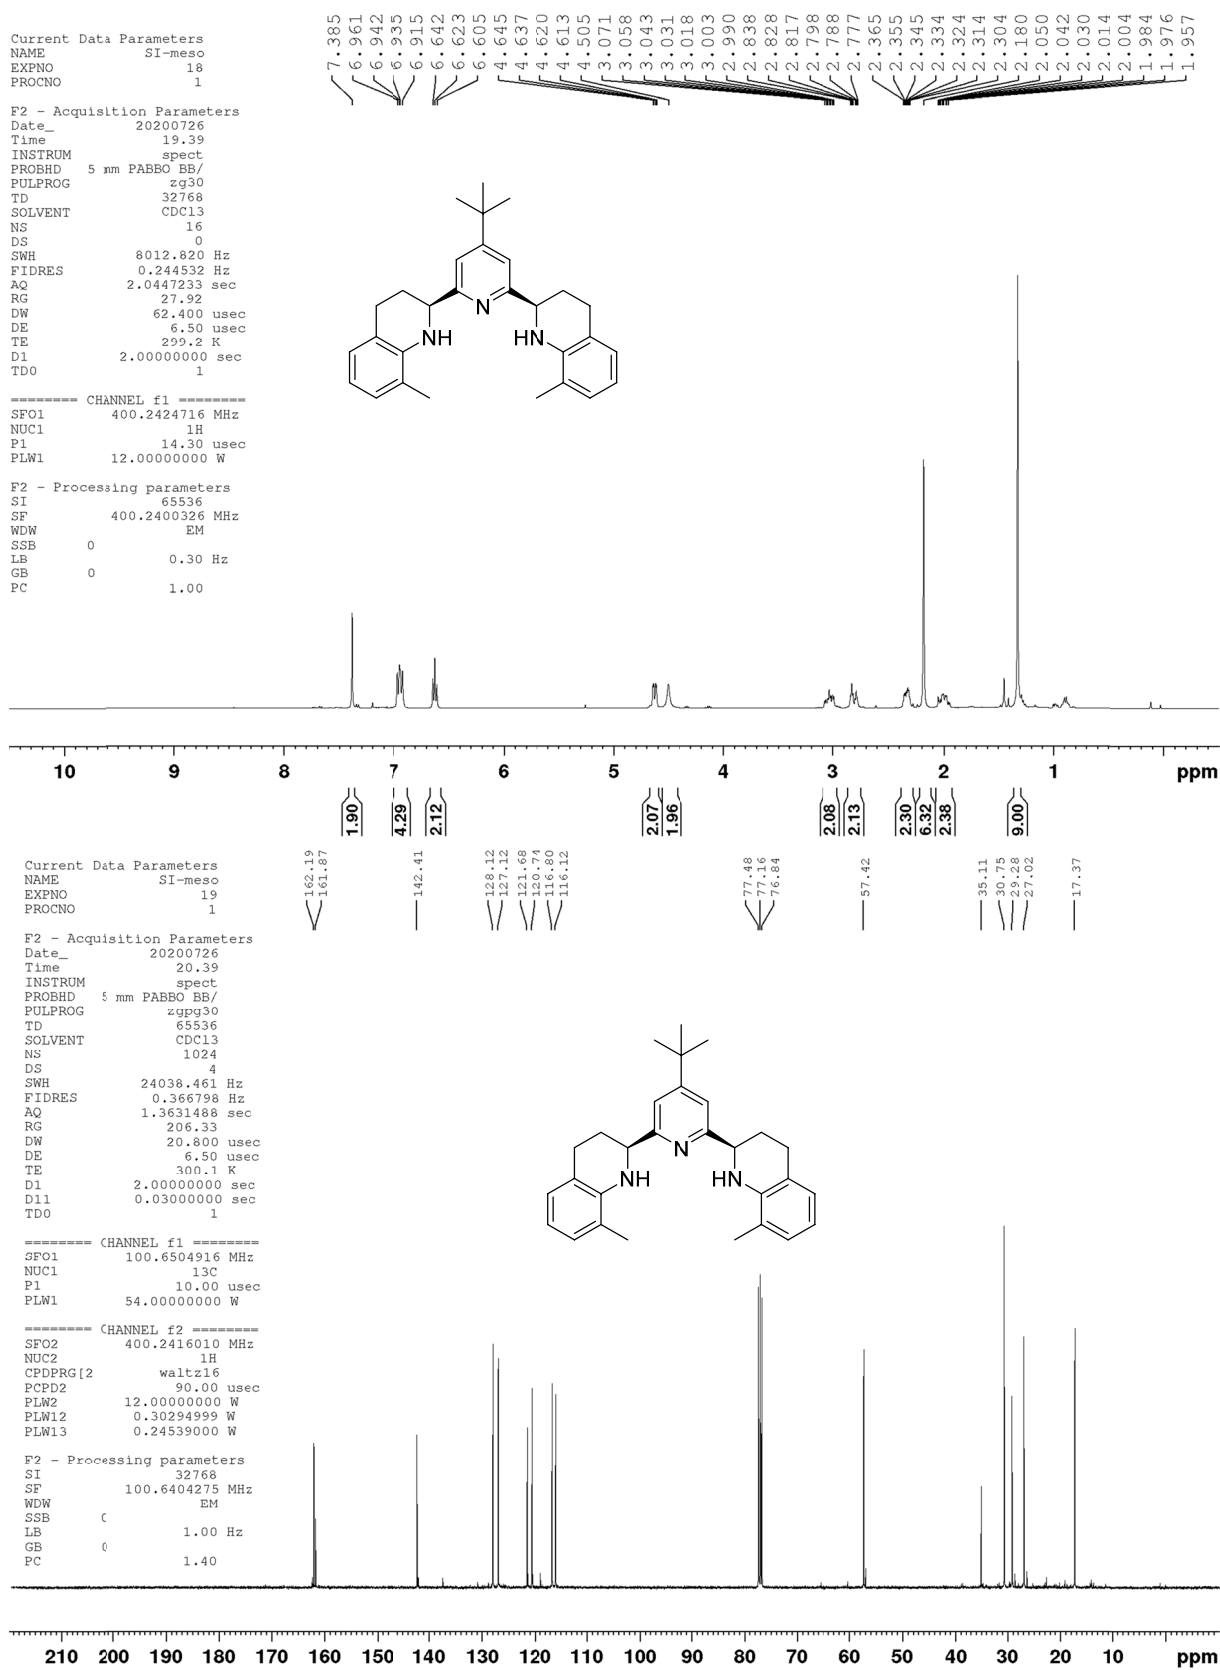 7.385
6.961
6.942
6.935
6.915
6.642
6.623
6.605
4.645
4.637
4.620
4.613
4.505
3.071
3.058
3.043
3.031
3.018
3.003
2.990
2.838
2.828
2.817
2.798
2.788
2.777
2.365
2.355
2.345
2.334
2.324
2.314
2.304
2.180
2.050
2.042
2.030
2.014
2.004
1.984
1.976
1.957
Current Data Parameters
NAME SI-meso
EXPNO 18
PROCNO 1
F2 - Acquisition Parameters
Date_ 20200726
Time 19.39
INSTRUM spect
PROBHD 5 mm PABBO BB/
PULPROG zg30
TD 32768
SOLVENT CDCl3
NS 16
DS 0
SWH 8012.820 Hz
FIDRES 0.244532 Hz
AQ 2.0447233 sec
RG 27.92
DW 62.400 usec
DE 6.50 usec
TE 299.2 K
D1 2.00000000 sec
TD0 1
======== CHANNEL f1 ========
SFO1 400.2424716 MHz
NUC1 1H
P1 14.30 usec
PLW1 12.00000000 W
F2 - Processing parameters
SI 65536
SF 400.2400326 MHz
WDW EM
SSB 0
LB 0.30 Hz
GB 0
PC 1.00
N
NH HN
10 9 8 7 6 5 4 3 2 1 ppm
1.90 4.29 2.12 2.07 1.96 2.08 2.13 2.30 6.32 2.38 9.00
162.19
161.87
142.41
128.12
127.12
121.68
120.74
116.80
116.12
77.48
77.16
76.84
57.42
35.11
30.75
29.28
27.02
17.37
Current Data Parameters
NAME SI-meso
EXPNO 19
PROCNO 1
F2 - Acquisition Parameters
Date_ 20200726
Time 20.39
INSTRUM spect
PROBHD 5 mm PABBO BB/
PULPROG zgpg30
TD 65536
SOLVENT CDCl3
NS 1024
DS 4
SWH 24038.461 Hz
FIDRES 0.366798 Hz
AQ 1.3631488 sec
RG 206.33
DW 20.800 usec
DE 6.50 usec
TE 300.1 K
D1 2.00000000 sec
D11 0.03000000 sec
TD0 1
======== CHANNEL f1 ========
SFO1 100.6504916 MHz
NUC1 13C
P1 10.00 usec
PLW1 54.00000000 W
======== CHANNEL f2 ========
SFO2 400.2416010 MHz
NUC2 1H
CPDPRG[2 waltz16
PCPD2 90.00 usec
PLW2 12.00000000 W
PLW12 0.30294999 W
PLW13 0.24539000 W
F2 - Processing parameters
SI 32768
SF 100.6404275 MHz
WDW EM
SSB 0
LB 1.00 Hz
GB 0
PC 1.40
N
NH HN
210 200 190 180 170 160 150 140 130 120 110 100 90 80 70 60 50 40 30 20 10 ppm